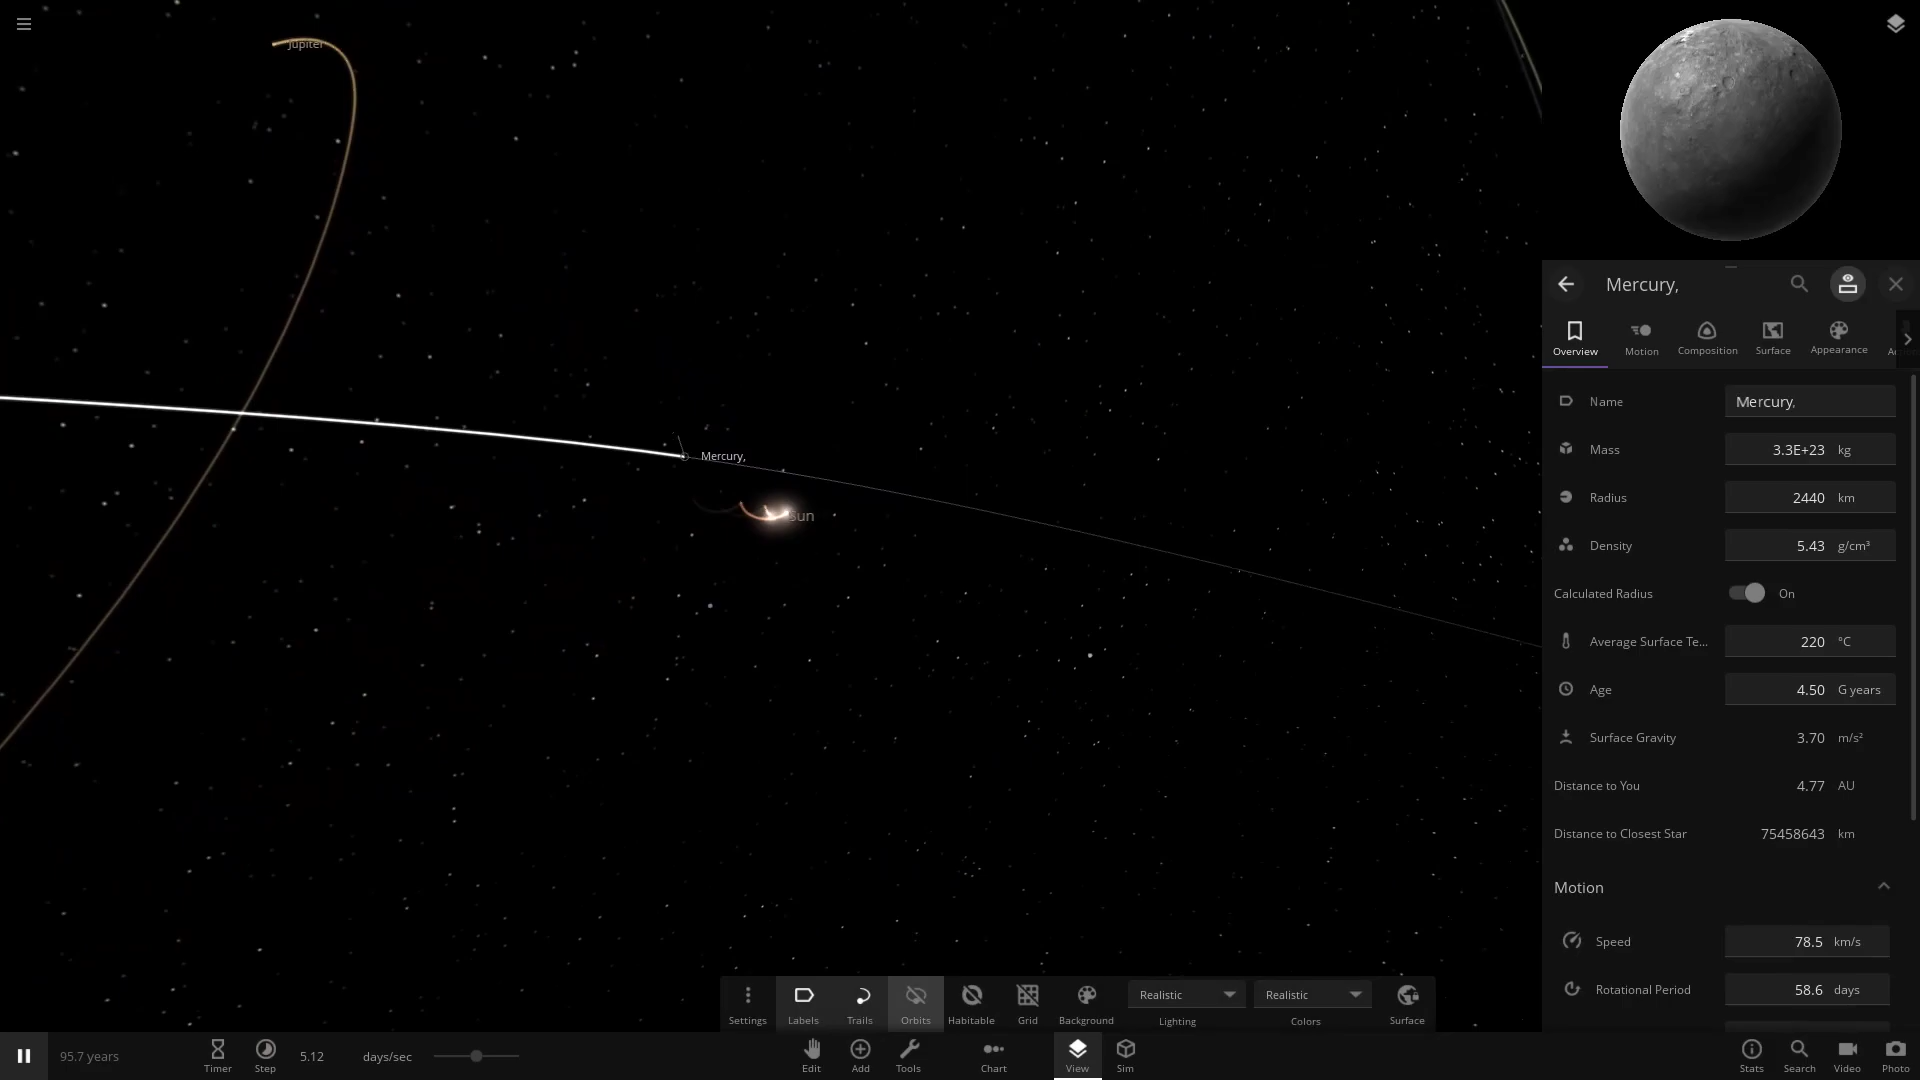 Jupiter
Mercury,
Sun
Mercury,
Overview
Motion
Composition
Surface
Appearance
Name
Mercury,
Mass
3.3E+23 kg
Radius
2440 km
Density
5.43 g/cm³
Calculated Radius
On
Average Surface Te...
220 °C
Age
4.50 G years
Surface Gravity
3.70 m/s²
Distance to You
4.77 AU
Distance to Closest Star
75458643 km
Motion
Speed
78.5 km/s
Rotational Period
58.6 days
Settings
Labels
Trails
Orbits
Habitable
Grid
Background
Realistic
Lighting
Realistic
Colors
Surface
95.7 years
Timer
Step
5.12 days/sec
Edit
Add
Tools
Chart
View
Sim
Stats
Search
Video
Photo